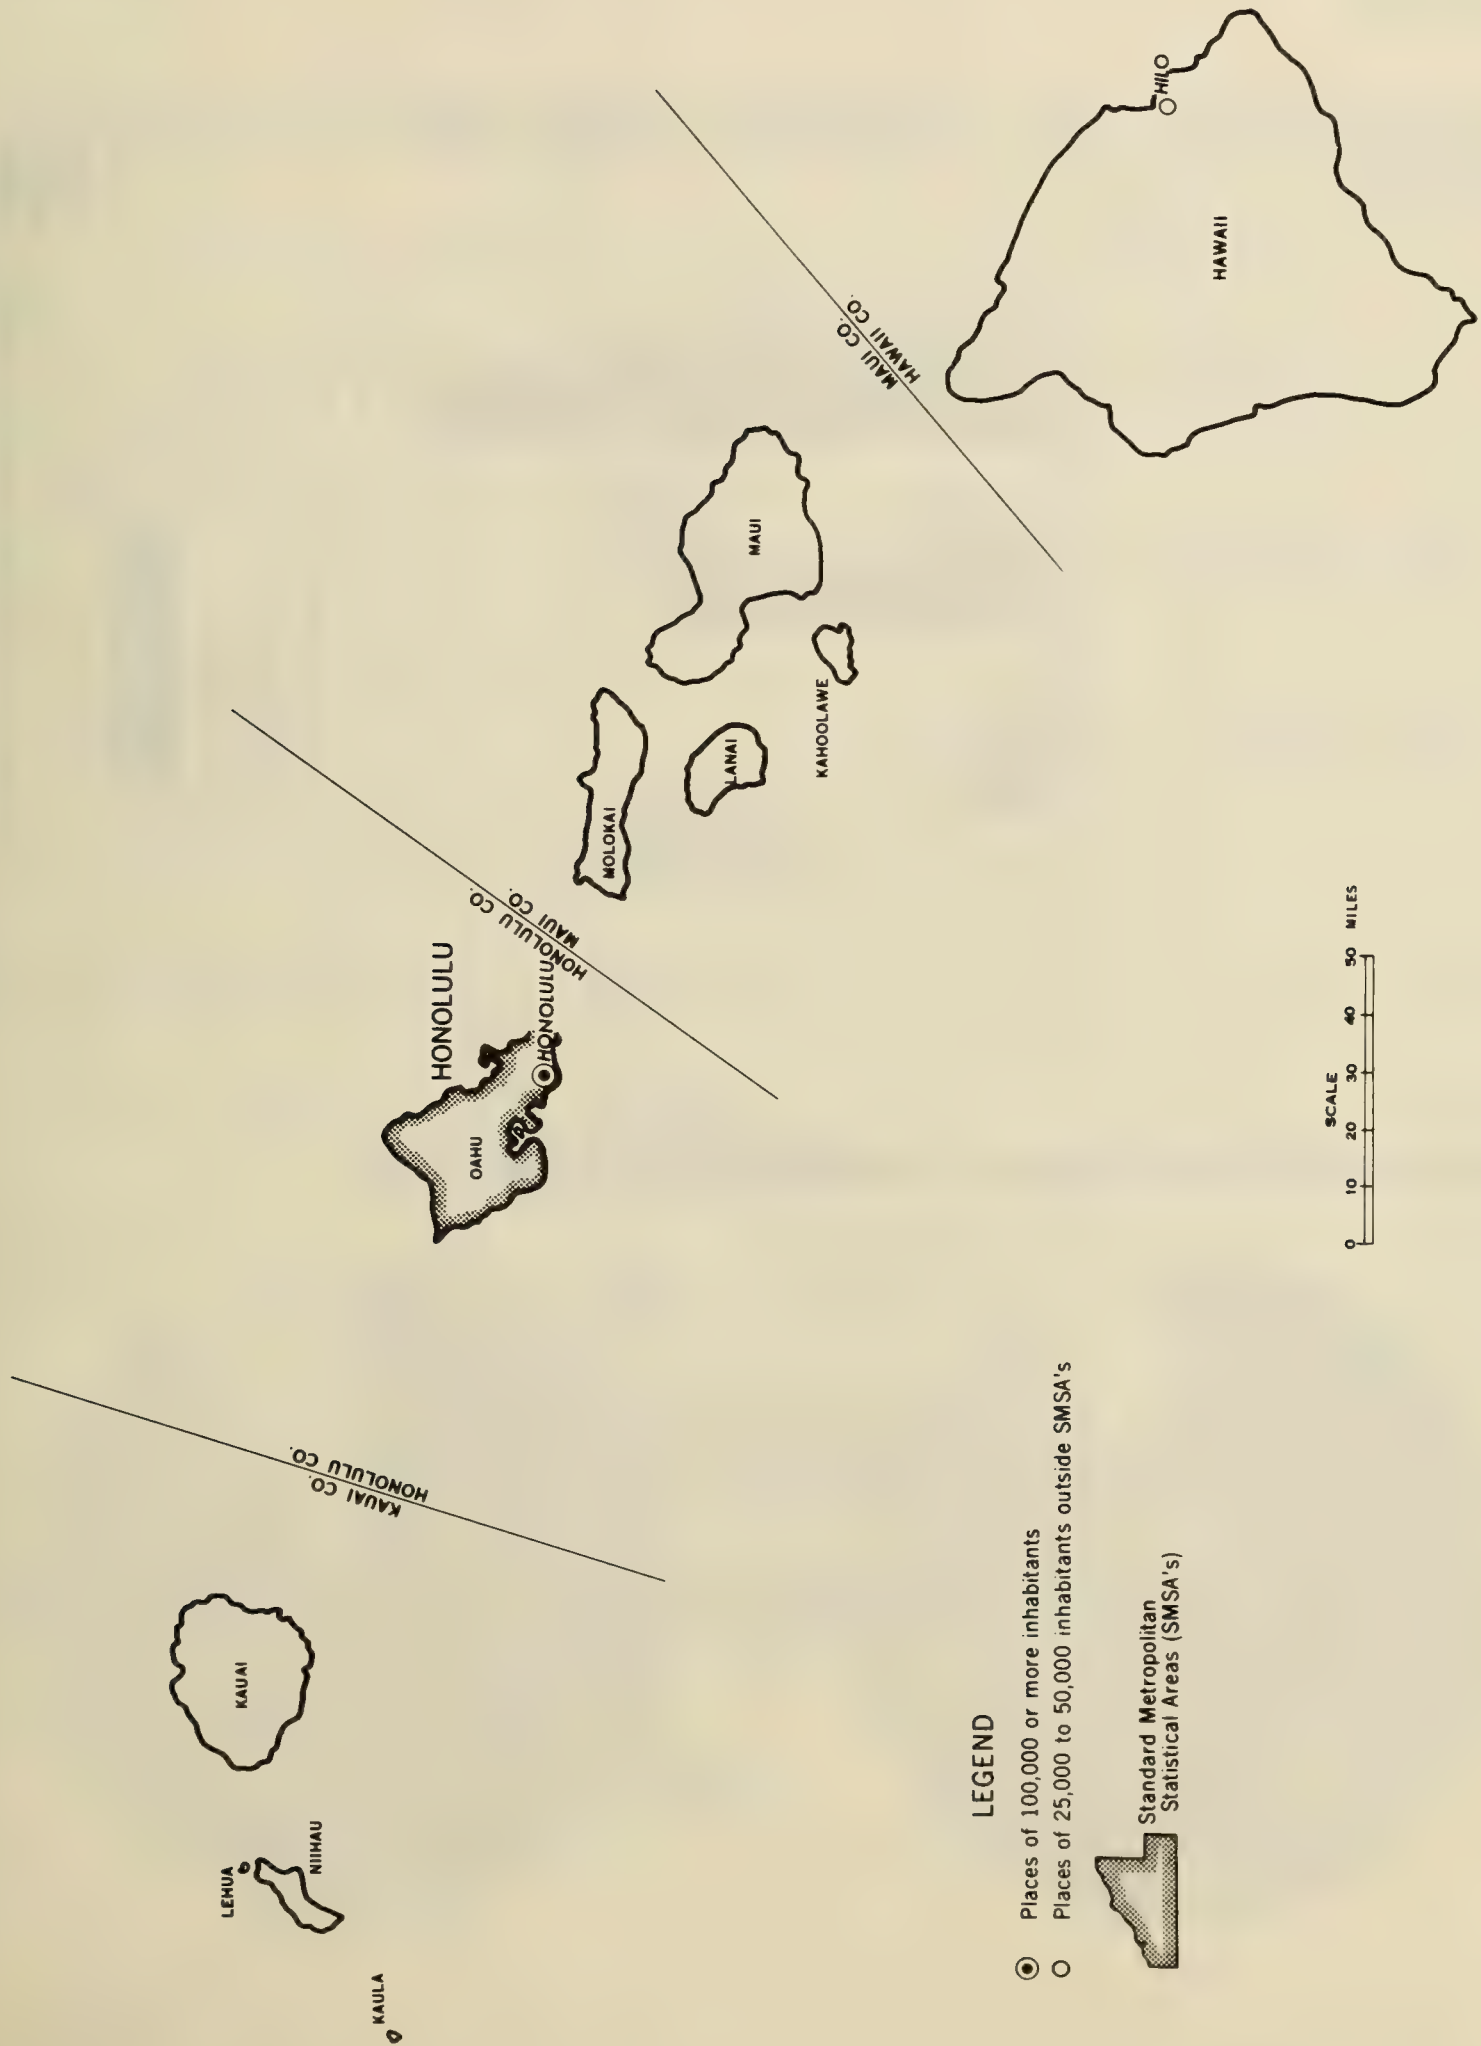 KAULA
LEHUA
NIIHAU
KAUAI
KAUAI CO.
HONOLULU CO.
HONOLULU
OAHU
HONOLULU
HONOLULU CO.
MAUI CO.
MOLOKAI
LANAI
MAUI
KAHOOLAWE
MAUI CO.
HAWAII CO.
HILO
HAWAII
LEGEND
Places of 100,000 or more inhabitants
Places of 25,000 to 50,000 inhabitants outside SMSA's
Standard Metropolitan
Statistical Areas (SMSA's)
SCALE
0 10 20 30 40 50 MILES